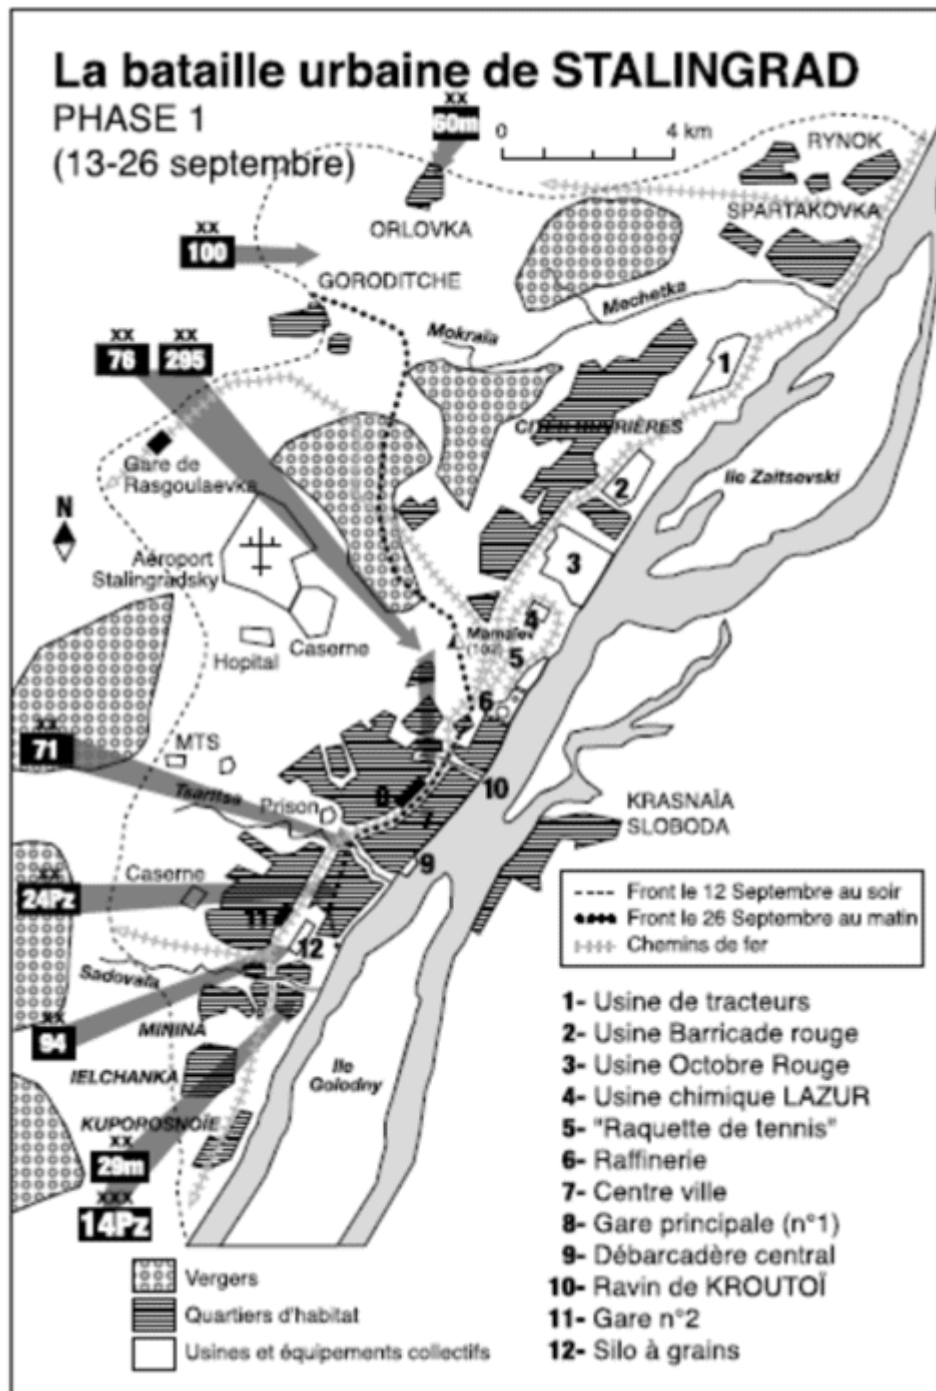 La bataille urbaine de STALINGRAD
PHASE 1
(13-26 septembre)
xx
60m
0 4 km
RYNOK
SPARTAKOVKA
ORLOVKA
xx
100
GORODITCHE
Mechetka
Mokraïa
xx xx
76 295
1
CITÉS OUVRIÈRES
Gare de
Rasgoulaevka
2
Ile Zaitsevski
N
3
Aéroport
Stalingradsky
4
Mamaïev
(102)
5
Caserne
Hopital
6
xx
71
MTS
Tsaritsa
Prison
8
10
7
KRASNAÏA
SLOBODA
9
Caserne
xx
24Pz
11
12
Sadovaïa
xx
94
MININA
IELCHANKA
Ile
Golodny
KUPOROSNOÏE
xx
29m
xxx
14Pz
Front le 12 Septembre au soir
Front le 26 Septembre au matin
Chemins de fer
1- Usine de tracteurs
2- Usine Barricade rouge
3- Usine Octobre Rouge
4- Usine chimique LAZUR
5- "Raquette de tennis"
6- Raffinerie
7- Centre ville
8- Gare principale (n°1)
9- Débarcadère central
10- Ravin de KROUTOÏ
11- Gare n°2
12- Silo à grains
Vergers
Quartiers d'habitat
Usines et équipements collectifs